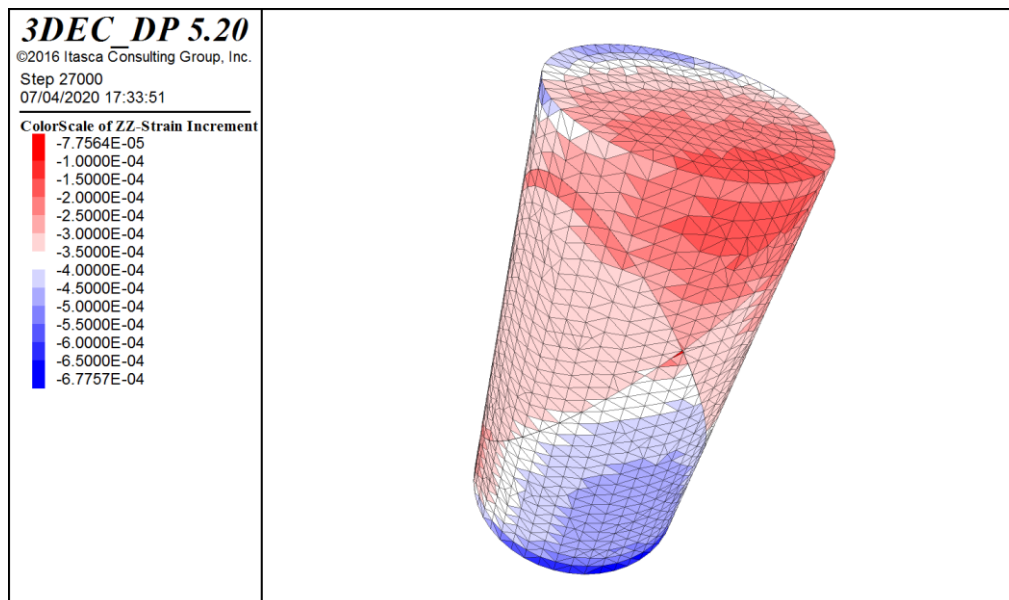 3DEC_DP 5.20
©2016 Itasca Consulting Group, Inc.
Step 27000
07/04/2020 17:33:51
ColorScale of ZZ-Strain Increment
-7.7564E-05
-1.0000E-04
-1.5000E-04
-2.0000E-04
-2.5000E-04
-3.0000E-04
-3.5000E-04
-4.0000E-04
-4.5000E-04
-5.0000E-04
-5.5000E-04
-6.0000E-04
-6.5000E-04
-6.7757E-04